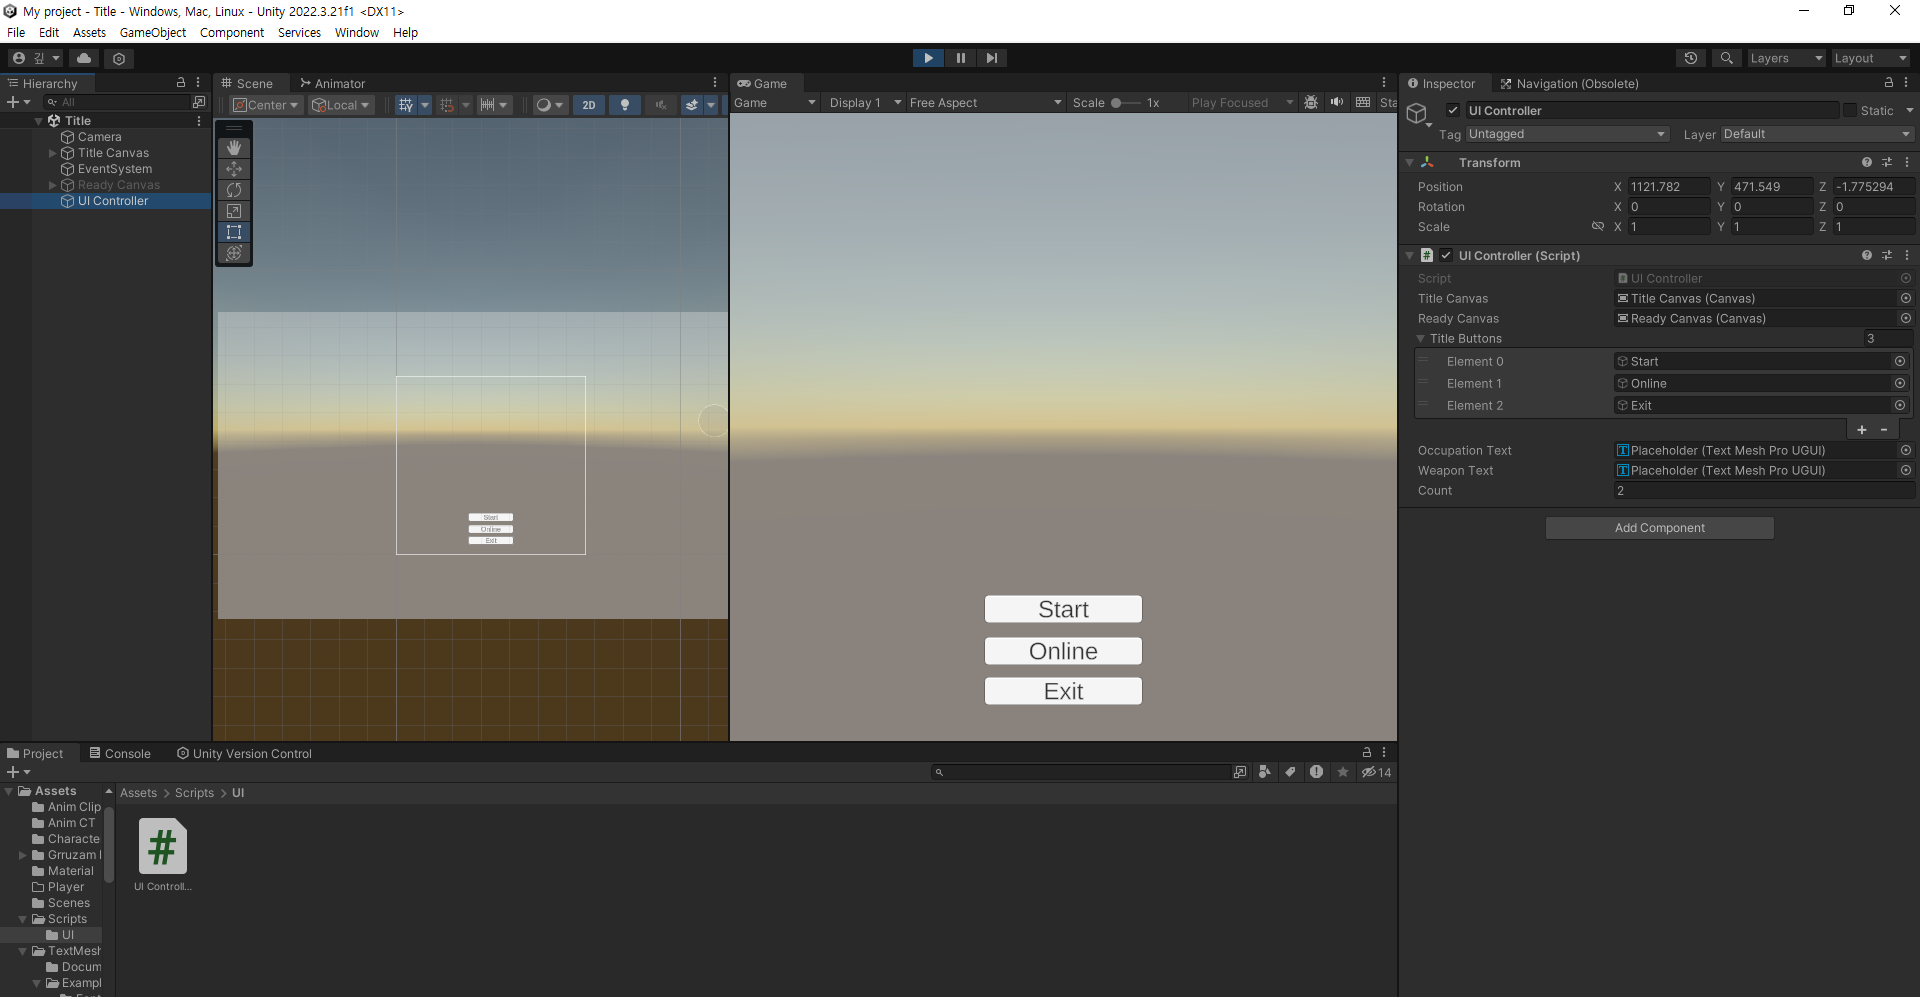 My project - Title - Windows, Mac, Linux - Unity 2022.3.21f1 <DX11>
File Edit Assets GameObject Component Services Window Help
깊
Layers Layout
Hierarchy
All
Title
Camera
Title Canvas
EventSystem
Ready Canvas
UI Controller
Scene Animator
Center Local 2D
Game
Game Display 1 Free Aspect Scale 1x Play Focused Sta
Start
Online
Exit
Start
Online
Exit
Inspector Navigation (Obsolete)
UI Controller Static
Tag Untagged Layer Default
Transform
Position X 1121.782 Y 471.549 Z -1.775294
Rotation X 0 Y 0 Z 0
Scale X 1 Y 1 Z 1
# UI Controller (Script)
Script UI Controller
Title Canvas Title Canvas (Canvas)
Ready Canvas Ready Canvas (Canvas)
Title Buttons 3
Element 0 Start
Element 1 Online
Element 2 Exit
+ -
Occupation Text Placeholder (Text Mesh Pro UGUI)
Weapon Text Placeholder (Text Mesh Pro UGUI)
Count 2
Add Component
Project Console Unity Version Control
14
Assets
Anim Clip
Anim CT
Characte
Grruzam
Material
Player
Scenes
Scripts
UI
TextMesh
Docum
Exampl
Assets > Scripts > UI
#
UI Controll...